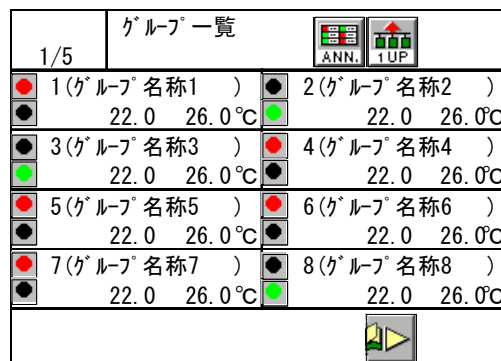 グループ一覧
1/5
ANN. 1UP
1(グループ名称1 ) 2(グループ名称2 )
22.0 26.0℃ 22.0 26.0℃
3(グループ名称3 ) 4(グループ名称4 )
22.0 26.0℃ 22.0 26.0℃
5(グループ名称5 ) 6(グループ名称6 )
22.0 26.0℃ 22.0 26.0℃
7(グループ名称7 ) 8(グループ名称8 )
22.0 26.0℃ 22.0 26.0℃